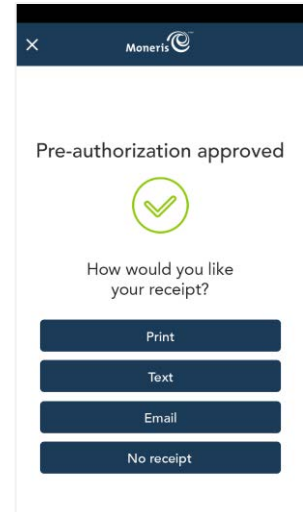 Moneris
Pre-authorization approved
How would you like
your receipt?
Print
Text
Email
No receipt